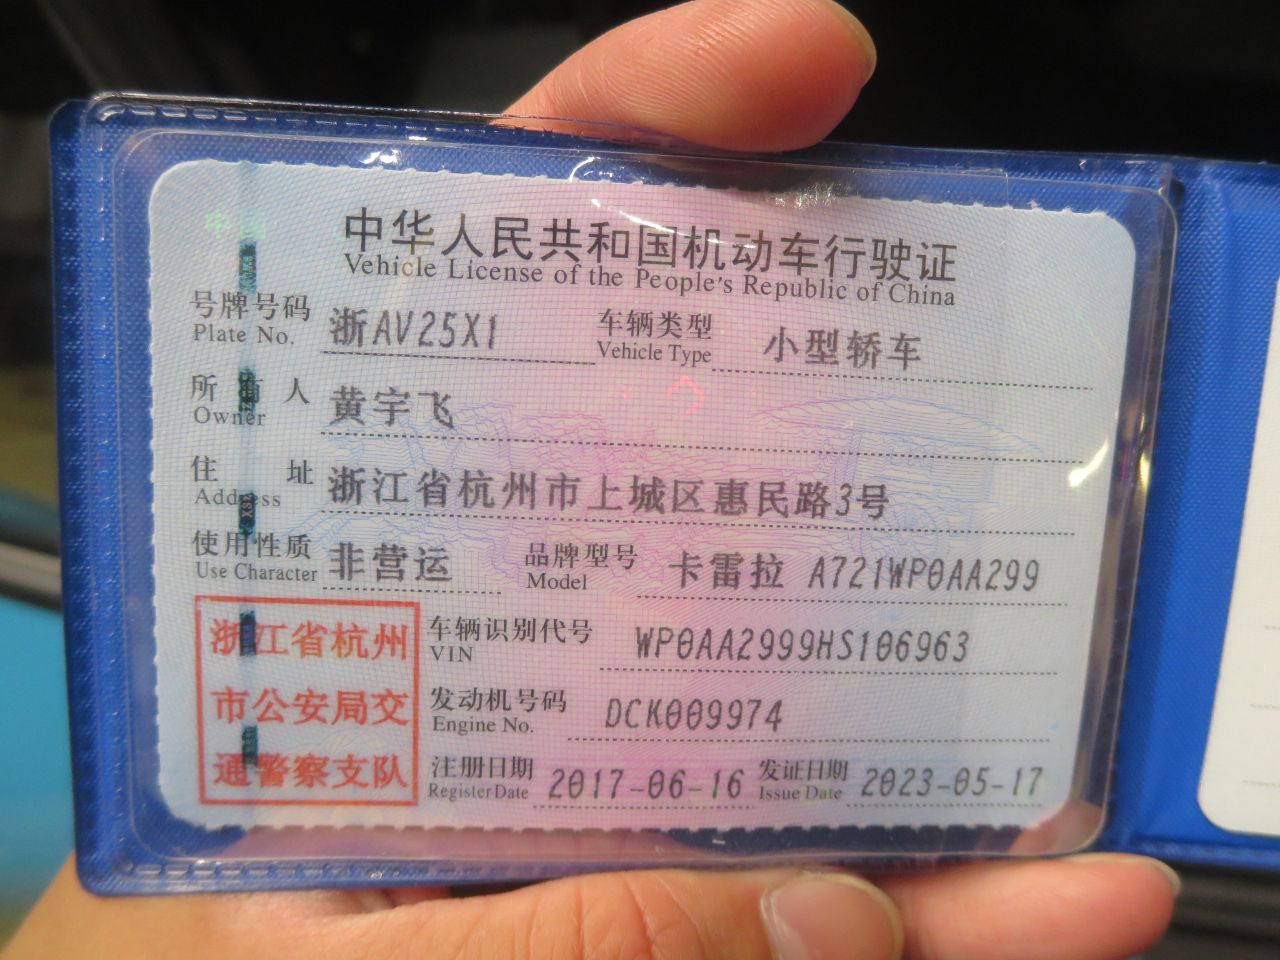 中华人民共和国机动车行驶证
Vehicle License of the People's Republic of China
号牌号码 浙AV25X1 车辆类型 小型轿车
Plate No. Vehicle Type
所有人 黄宇飞
Owner
住址 浙江省杭州市上城区惠民路3号
Address
使用性质 非营运 品牌型号 卡雷拉 A721WP0AA299
Use Character Model
浙江省杭州
市公安局交
通警察支队
车辆识别代号 WP0AA2999HS106963
VIN
发动机号码 DCK009974
Engine No.
注册日期 2017-06-16 发证日期 2023-05-17
Register Date Issue Date